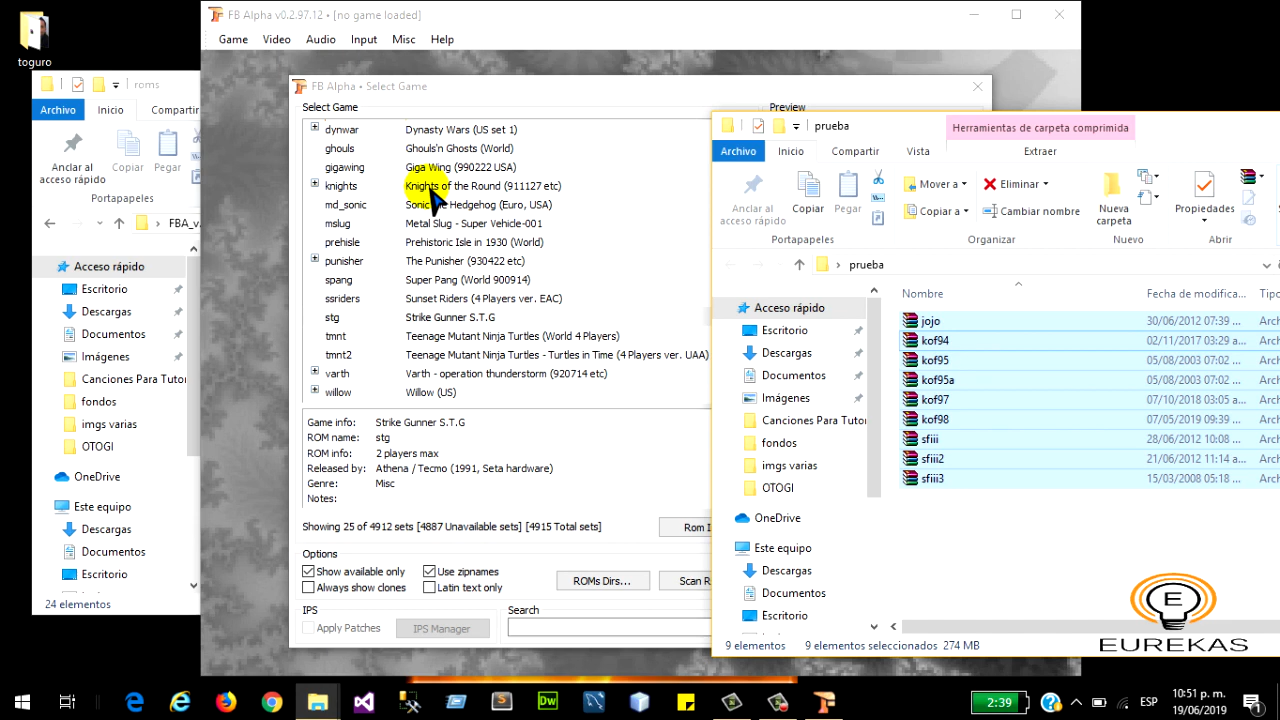 toguro
roms
Archivo Inicio Compartir
Anclar al acceso rápido
Copiar
Pegar
Portapapeles
Acceso rápido
Escritorio
Descargas
Documentos
Imágenes
Canciones Para Tutor
fondos
imgs varias
OTOGI
OneDrive
Este equipo
Descargas
Documentos
Escritorio
24 elementos
FB Alpha v0.2.97.12 • [no game loaded]
Game Video Audio Input Misc Help
FB Alpha • Select Game
Select Game
dynwar Dynasty Wars (US set 1)
ghouls Ghouls'n Ghosts (World)
gigawing Giga Wing (990222 USA)
knights Knights of the Round (911127 etc)
md_sonic Hedgehog (Euro, USA)
mslug Metal Slug - Super Vehicle-001
prehisle Prehistoric Isle in 1930 (World)
punisher The Punisher (930422 etc)
spang Super Pang (World 900914)
ssriders Sunset Riders (4 Players ver. EAC)
stg Strike Gunner S.T.G
tmnt Teenage Mutant Ninja Turtles (World 4 Players)
tmnt2 Teenage Mutant Ninja Turtles - Turtles in Time (4 Players ver. UAA)
varth Varth - operation thunderstorm (920714 etc)
willow Willow (US)
Game info: Strike Gunner S.T.G
ROM name: stg
ROM info: 2 players max
Released by: Athena / Tecmo (1991, Seta hardware)
Genre: Misc
Notes:
Showing 25 of 4912 sets [4887 Unavailable sets] [4915 Total sets]
Rom I
Options
Show available only Use zipnames
Always show clones Latin text only
ROMs Dirs... Scan R
IPS
Apply Patches IPS Manager
Search
Preview
prueba
Herramientas de carpeta comprimida
Archivo Inicio Compartir Vista Extraer
Anclar al acceso rápido
Copiar
Pegar
Portapapeles
Mover a Eliminar
Copiar a Cambiar nombre
Organizar
Nueva carpeta
Nuevo
Propiedades
Abrir
prueba
Acceso rápido
Escritorio
Descargas
Documentos
Imágenes
Canciones Para Tutor
fondos
imgs varias
OTOGI
OneDrive
Este equipo
Descargas
Documentos
Escritorio
Nombre Fecha de modifica... Tipo
jojo 30/06/2012 07:39 ... Arch
kof94 02/11/2017 03:29 a... Arch
kof95 05/08/2003 07:02 ... Arch
kof95a 05/08/2003 07:02 ... Arch
kof97 07/10/2018 03:03 ... Arch
kof98 07/05/2019 09:39 ... Arch
sfiii 28/06/2012 10:08 ... Arch
sfiii2 21/06/2012 11:14 a... Arch
sfiii3 15/03/2008 05:18 ... Arch
9 elementos 9 elementos seleccionados 274 MB
E
EUREKAS
Dw
2:39
ESP
10:51 p. m.
19/06/2019
1